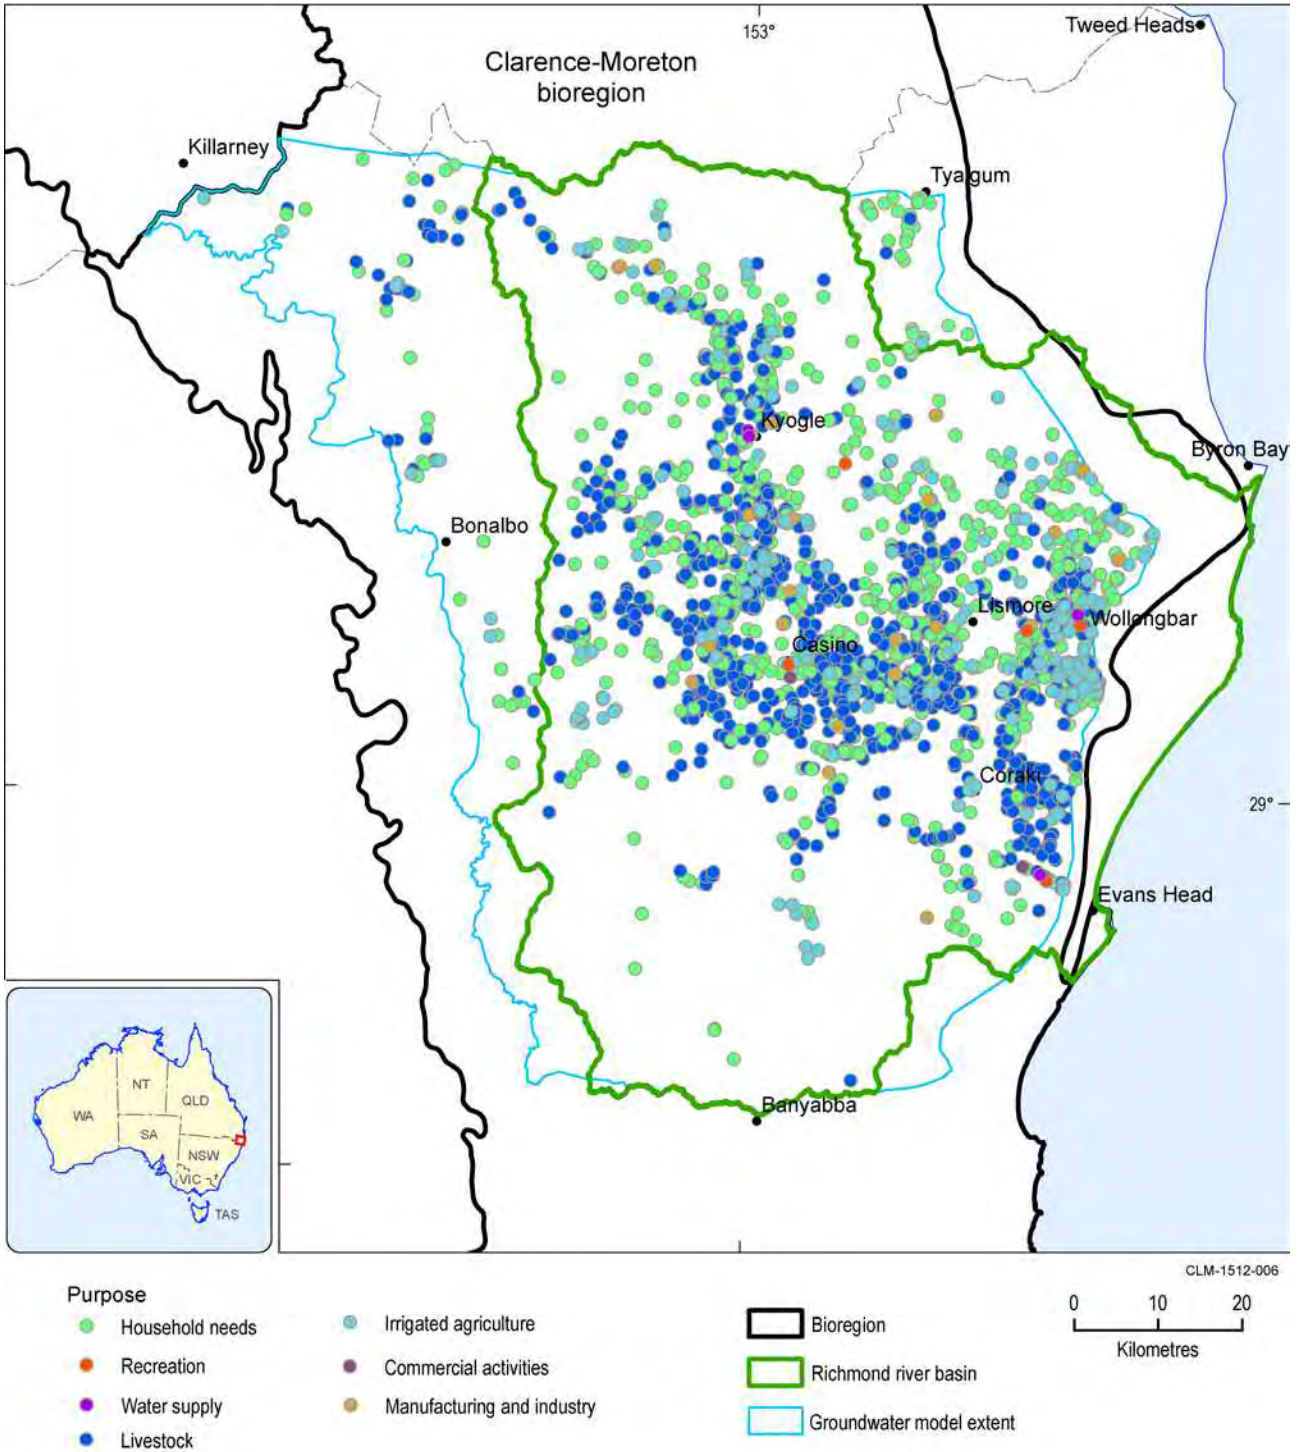 153°
Tweed Heads
Clarence-Moreton
bioregion
Killarney
Tyalgum
Kyogle
Byron Bay
Bonalbo
Lismore
Wollongbar
Casino
Coraki
29°
Evans Head
Banyabba
NT
QLD
WA
SA
NSW
VIC
TAS
CLM-1512-006
Purpose
Household needs
Recreation
Water supply
Livestock
Irrigated agriculture
Commercial activities
Manufacturing and industry
Bioregion
Richmond river basin
Groundwater model extent
0 10 20
Kilometres